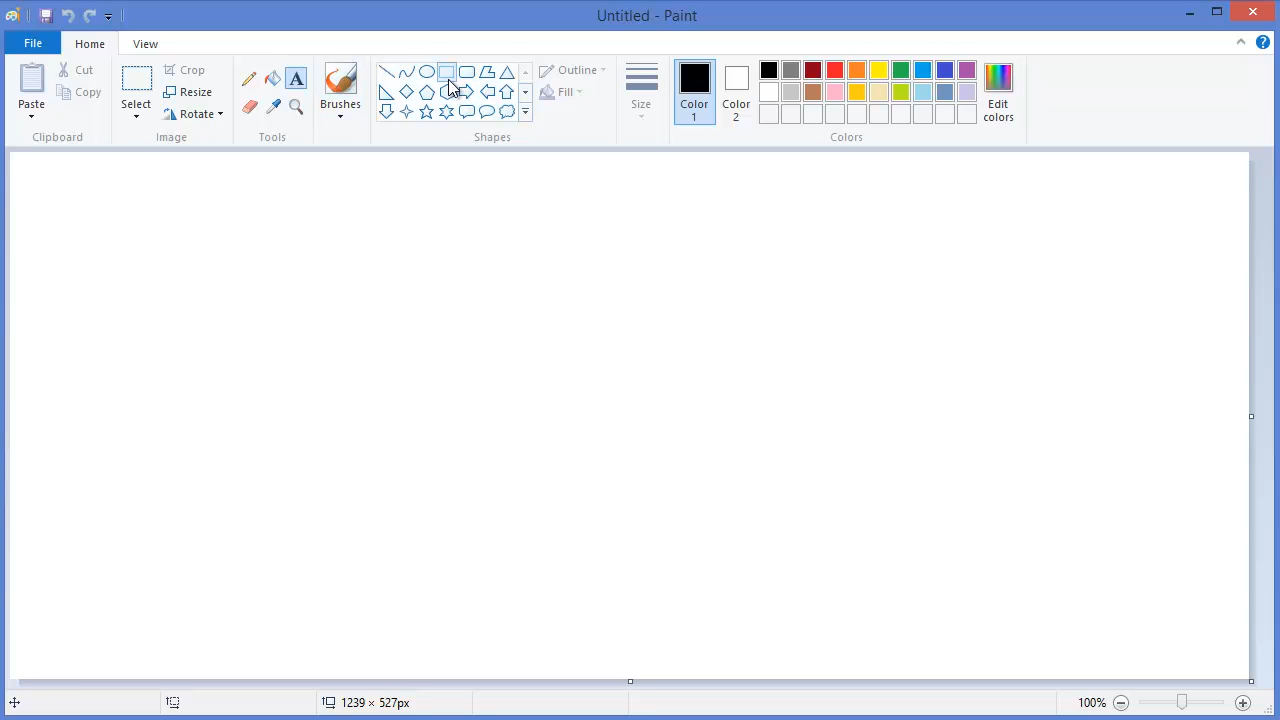 Untitled - Paint
File Home View
Paste Cut Copy Clipboard
Select Crop Resize Rotate Image
A Tools
Brushes
Shapes Outline Fill
Size
Color 1 Color 2 Edit colors Colors
1239 × 527px 100%